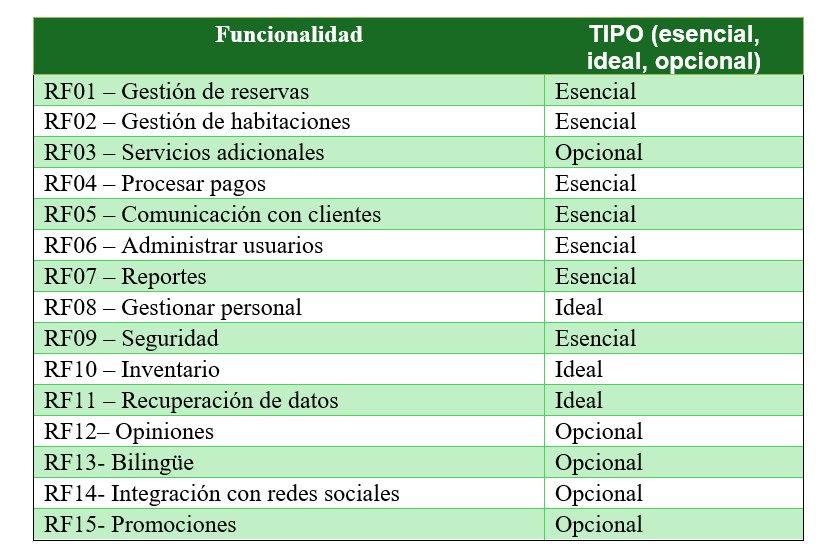 Funcionalidad TIPO (esencial,
ideal, opcional)
RF01 – Gestión de reservas Esencial
RF02 – Gestión de habitaciones Esencial
RF03 – Servicios adicionales Opcional
RF04 – Procesar pagos Esencial
RF05 – Comunicación con clientes Esencial
RF06 – Administrar usuarios Esencial
RF07 – Reportes Esencial
RF08 – Gestionar personal Ideal
RF09 – Seguridad Esencial
RF10 – Inventario Ideal
RF11 – Recuperación de datos Ideal
RF12– Opiniones Opcional
RF13- Bilingüe Opcional
RF14- Integración con redes sociales Opcional
RF15- Promociones Opcional